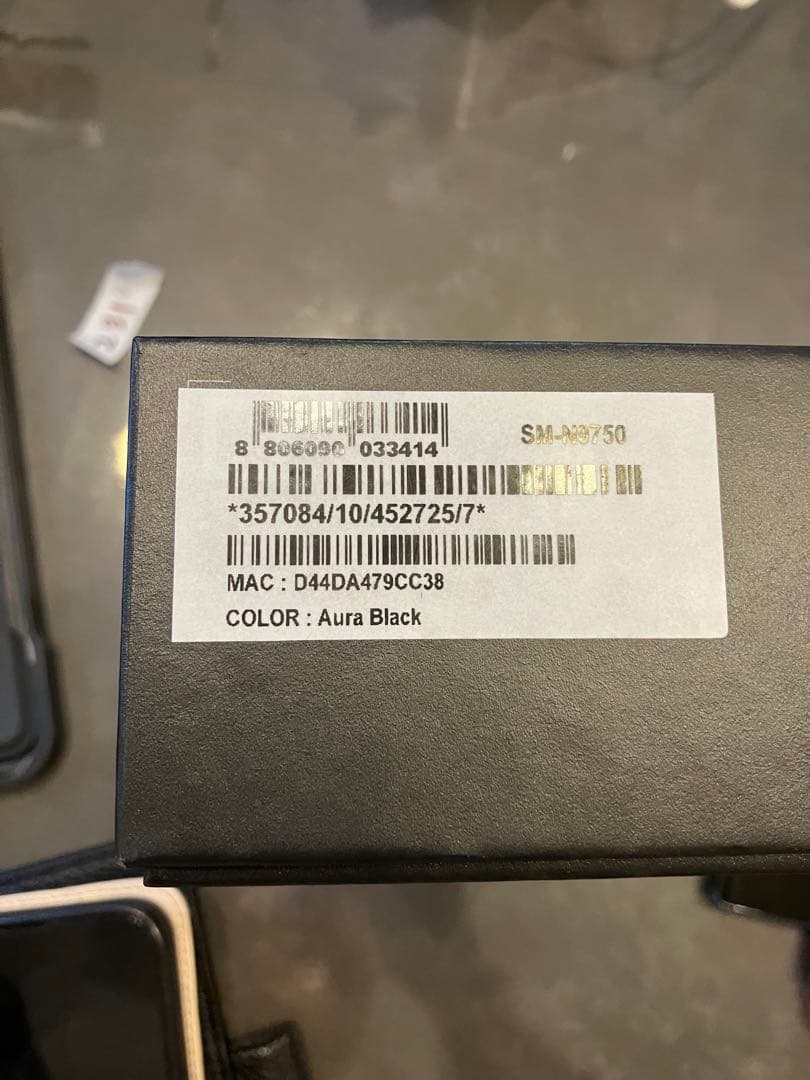 SM-N9750
8 806090 033414
*357084/10/452725/7*
MAC : D44DA479CC38
COLOR : Aura Black